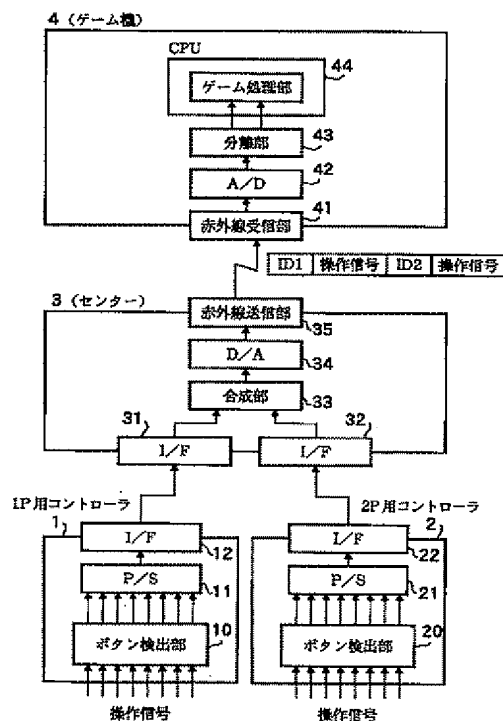 4 (ゲーム機)
CPU
44
ゲーム処理部
43
分離部
42
A/D
41
赤外線受信部
ID1 操作信号 ID2 操作信号
3 (センター)
赤外線送信部
35
D/A
34
合成部
33
31
32
I/F
I/F
1P用コントローラ
2P用コントローラ
1
2
I/F
I/F
12
22
P/S
P/S
11
21
10
20
ボタン検出部
ボタン検出部
操作信号
操作信号